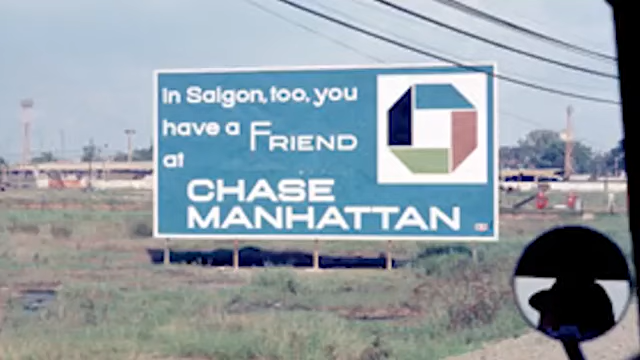 In Saigon, too, you
have a FRIEND
at
CHASE
MANHATTAN